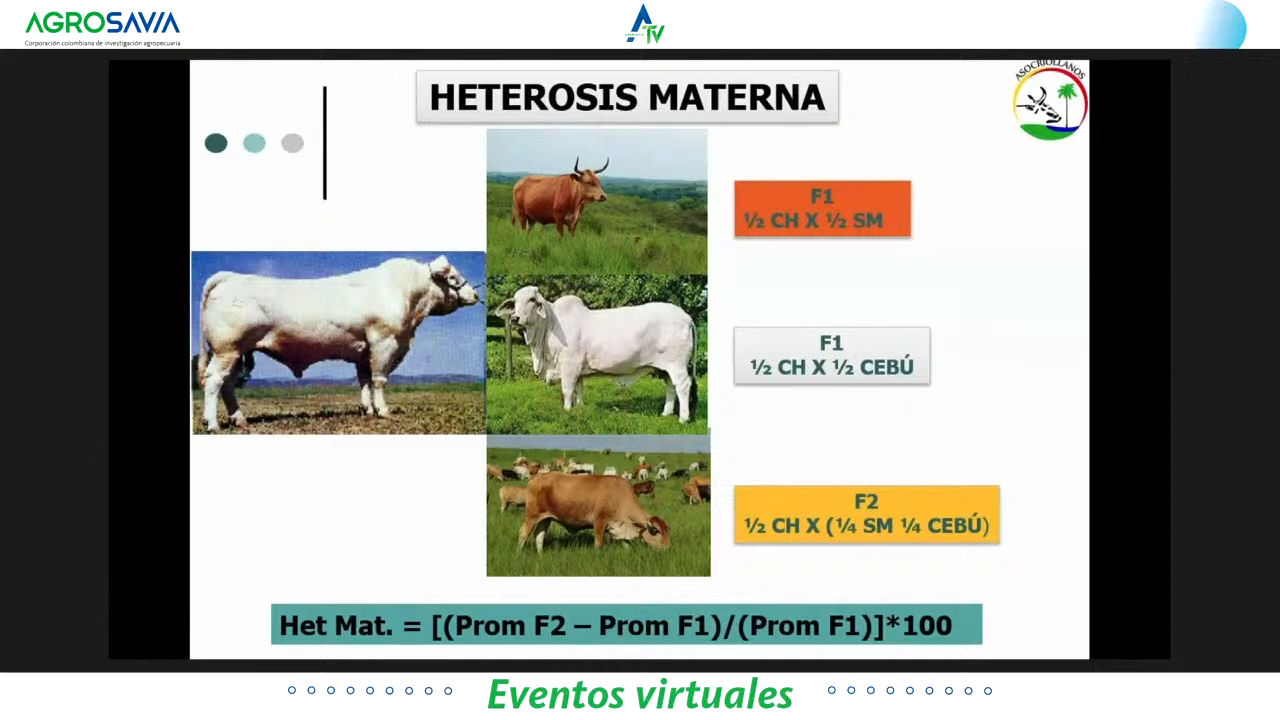 AGROSAVIA
Corporación colombiana de investigación agropecuaria
TV
HETEROSIS MATERNA
ASOCRIOLLANOS
F1
½ CH X ½ SM
F1
½ CH X ½ CEBÚ
F2
½ CH X (¼ SM ¼ CEBÚ)
Het Mat. = [(Prom F2 – Prom F1)/(Prom F1)]*100
Eventos virtuales